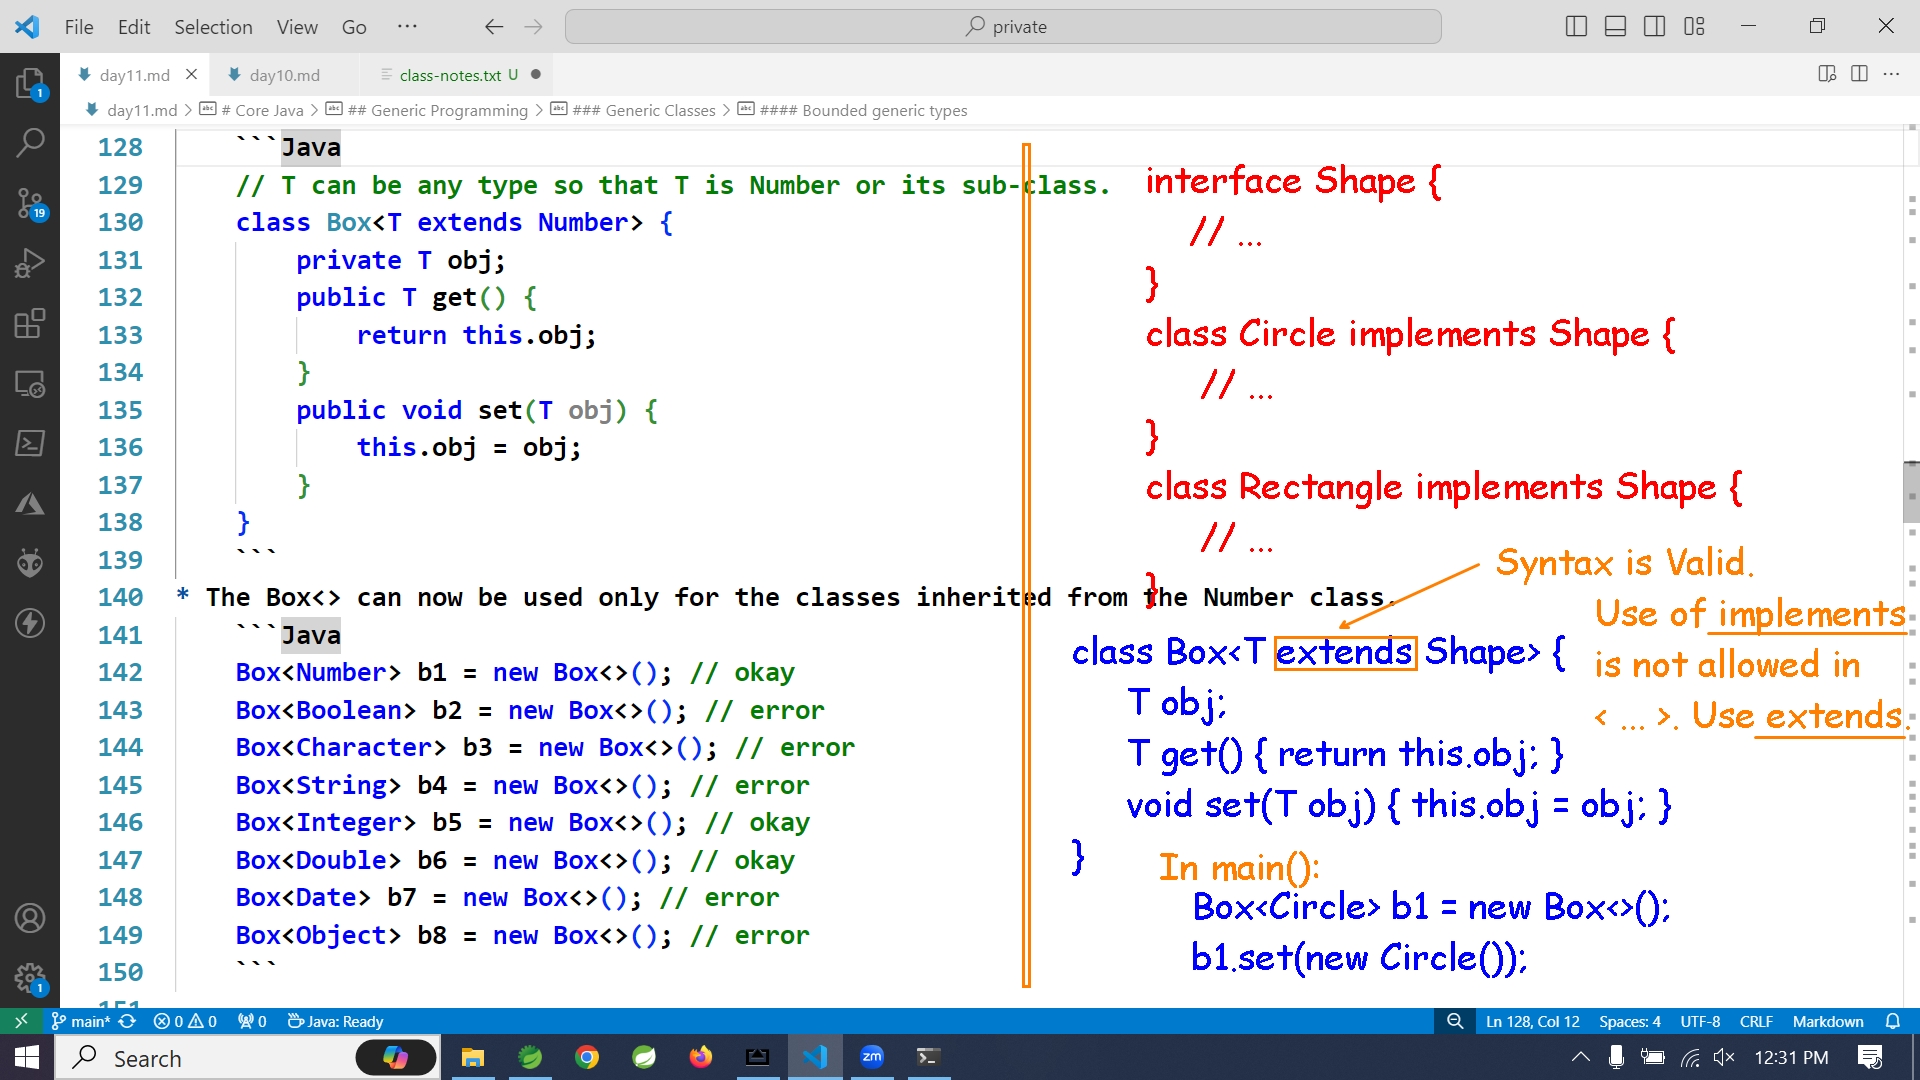 File Edit Selection View Go ··· private
day11.md day10.md class-notes.txt U
day11.md > # Core Java > ## Generic Programming > ### Generic Classes > #### Bounded generic types
128 ```Java
129 // T can be any type so that T is Number or its sub-class.
130 class Box<T extends Number> {
131 private T obj;
132 public T get() {
133 return this.obj;
134 }
135 public void set(T obj) {
136 this.obj = obj;
137 }
138 }
139 ```
140 * The Box<> can now be used only for the classes inherited from the Number class.
141 ```Java
142 Box<Number> b1 = new Box<>(); // okay
143 Box<Boolean> b2 = new Box<>(); // error
144 Box<Character> b3 = new Box<>(); // error
145 Box<String> b4 = new Box<>(); // error
146 Box<Integer> b5 = new Box<>(); // okay
147 Box<Double> b6 = new Box<>(); // okay
148 Box<Date> b7 = new Box<>(); // error
149 Box<Object> b8 = new Box<>(); // error
150 ```
151
interface Shape {
// ...
}
class Circle implements Shape {
// ...
}
class Rectangle implements Shape {
// ...
}
Syntax is Valid.
Use of implements
is not allowed in
< ... >. Use extends.
class Box<T extends Shape> {
T obj;
T get() { return this.obj; }
void set(T obj) { this.obj = obj; }
}
In main():
Box<Circle> b1 = new Box<>();
b1.set(new Circle());
1
19
1
main* 0 0 0 Java: Ready Ln 128, Col 12 Spaces: 4 UTF-8 CRLF Markdown
Search zm 12:31 PM